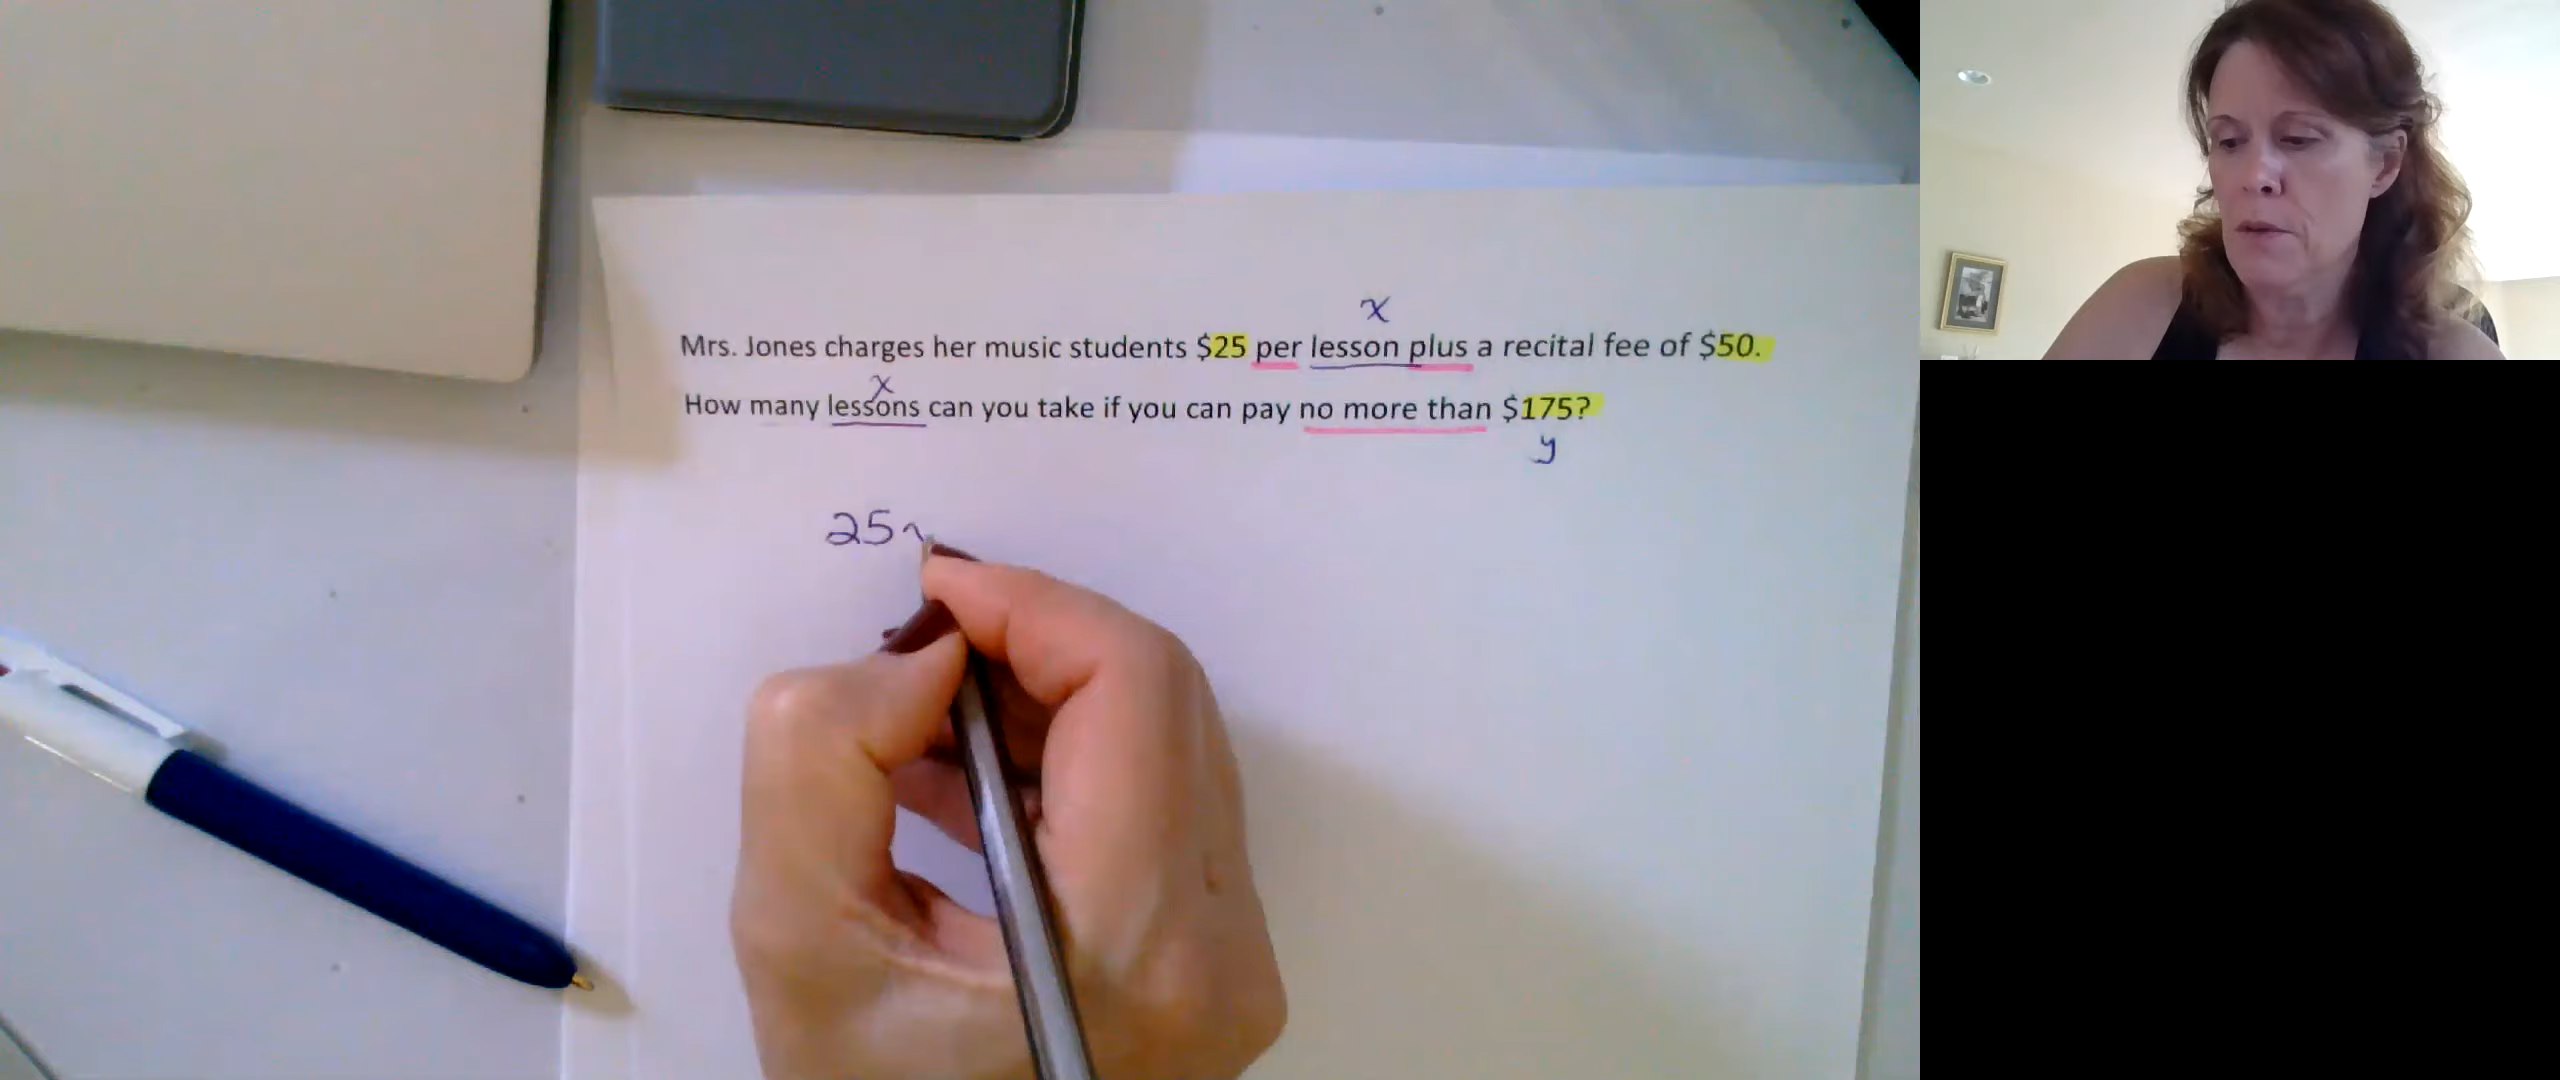 x
Mrs. Jones charges her music students $25 per lesson plus a recital fee of $50.
x
How many lessons can you take if you can pay no more than $175?
y
25